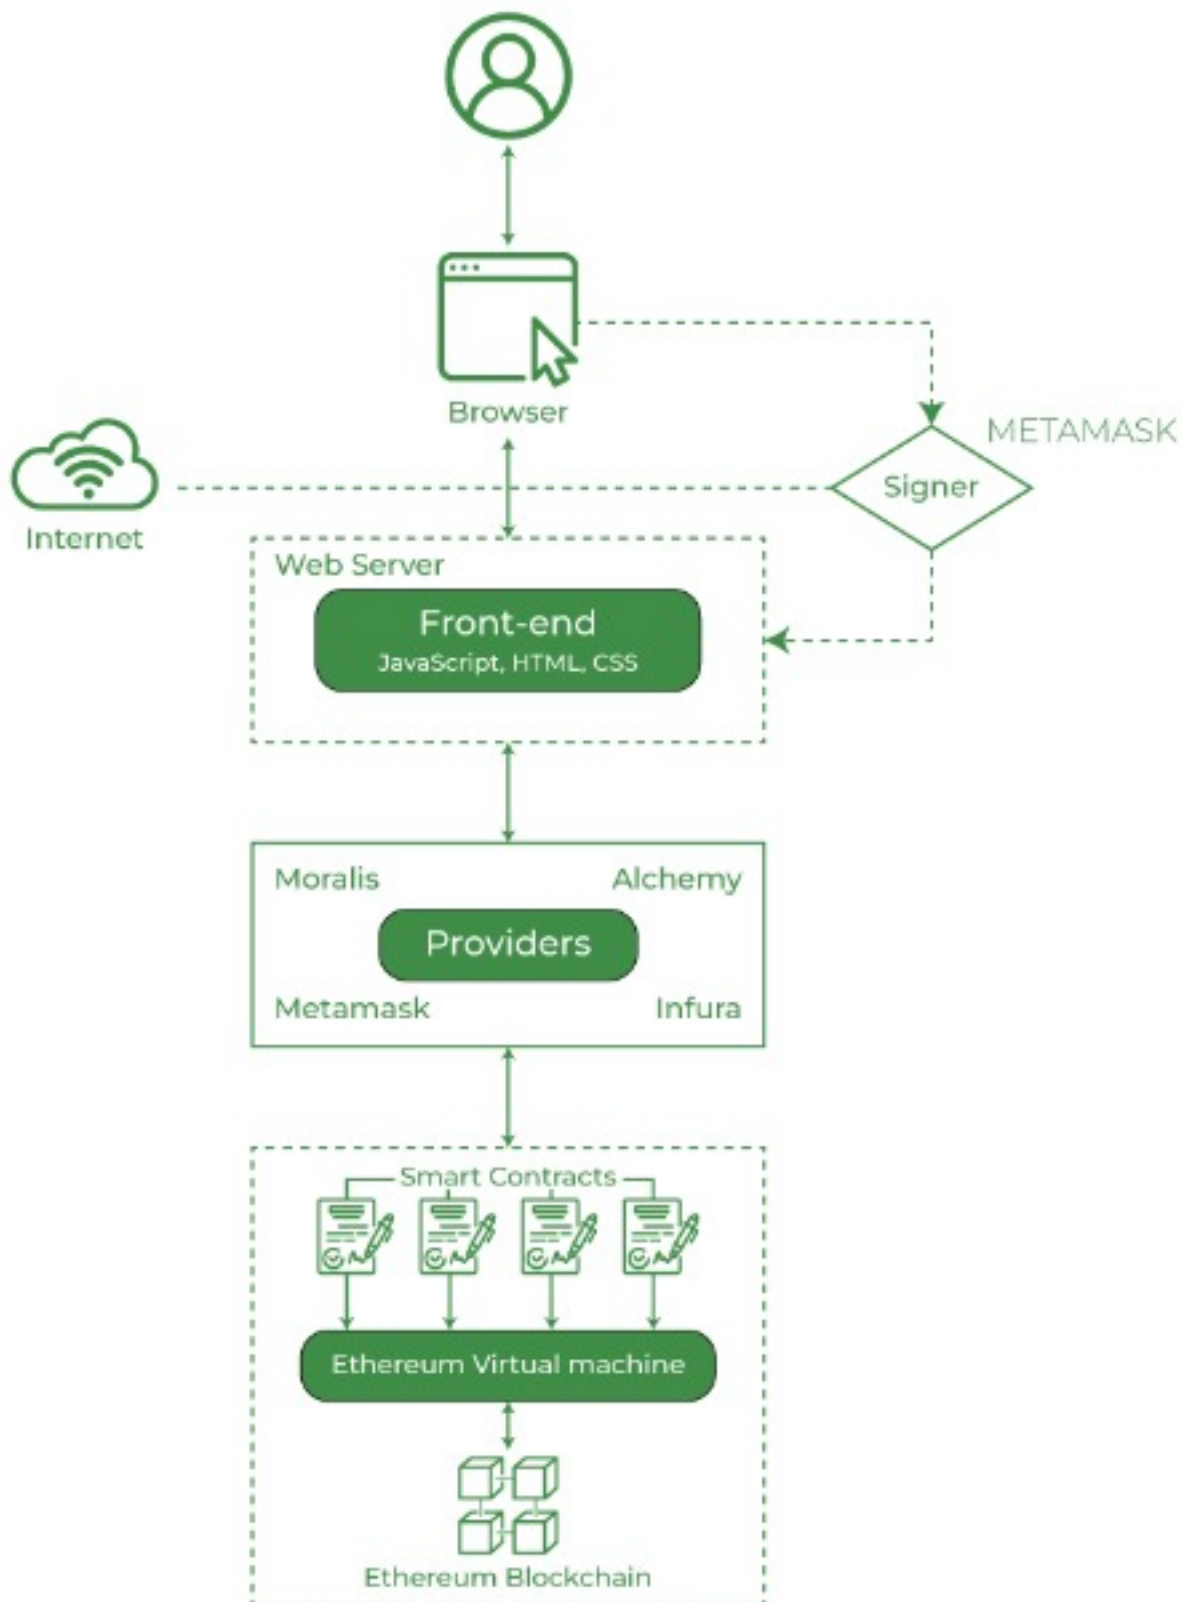 Browser
METAMASK
Signer
Internet
Web Server
Front-end
JavaScript, HTML, CSS
Moralis
Alchemy
Providers
Metamask
Infura
Smart Contracts
Ethereum Virtual machine
Ethereum Blockchain